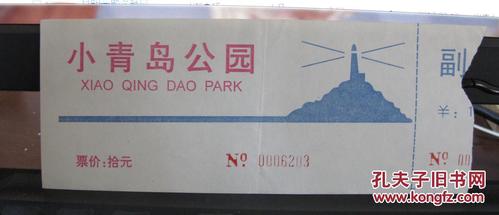 小青岛公园
XIAO QING DAO PARK
票价:拾元
Nº 0006203
副
Nº 00
孔夫子旧书网
www.kongfz.com